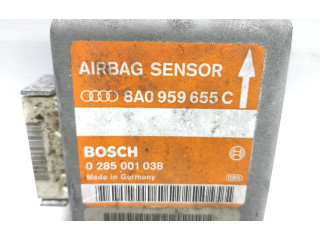 AIRBAG SENSOR
8A0 959 655 C
BOSCH
0 285 001 038
Made in Germany